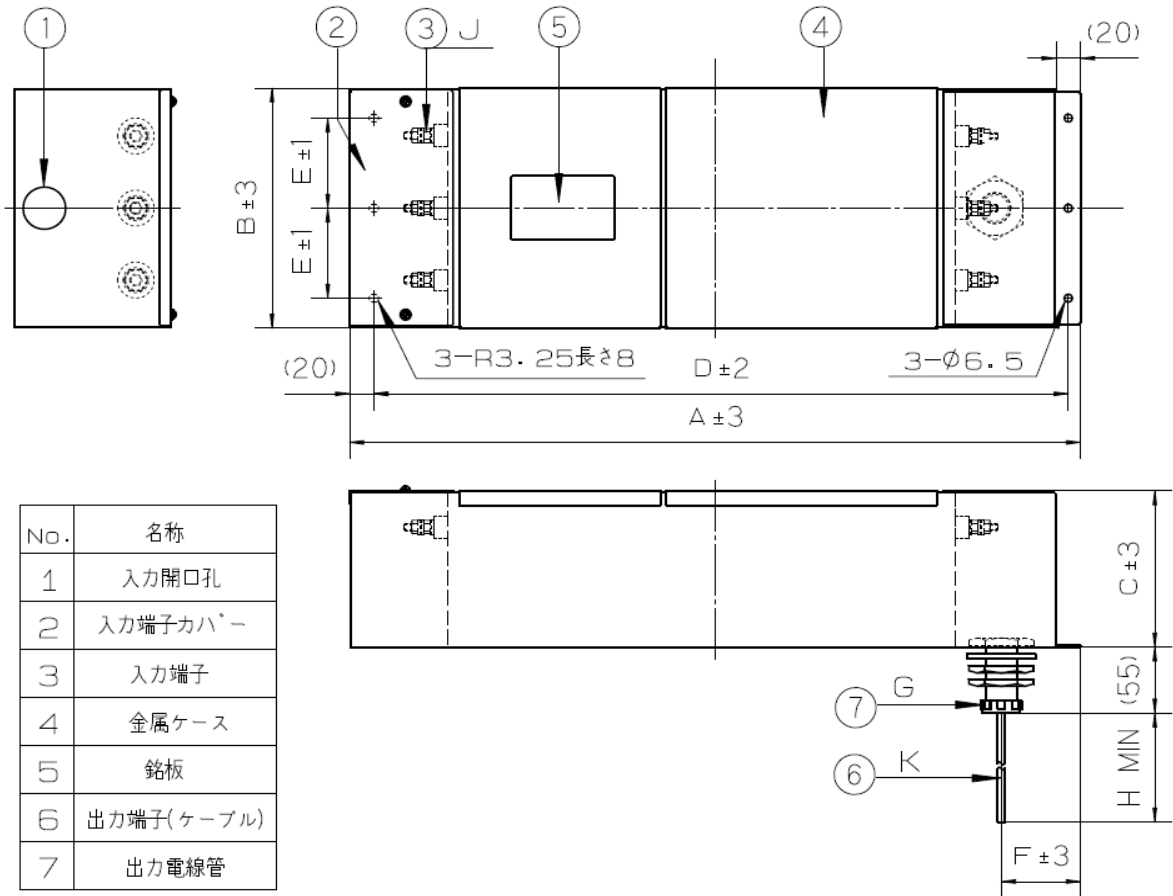 1
2
3 J
5
4
(20)
B±3
E±1
E±1
(20)
3-R3.25長さ8
D±2
3-Ø6.5
A±3
No. 名称
1 入力開口孔
2 入力端子カバー
3 入力端子
4 金属ケース
5 銘板
6 出力端子(ケーブル)
7 出力電線管
C±3
(55)
7 G
6 K
H MIN
F±3